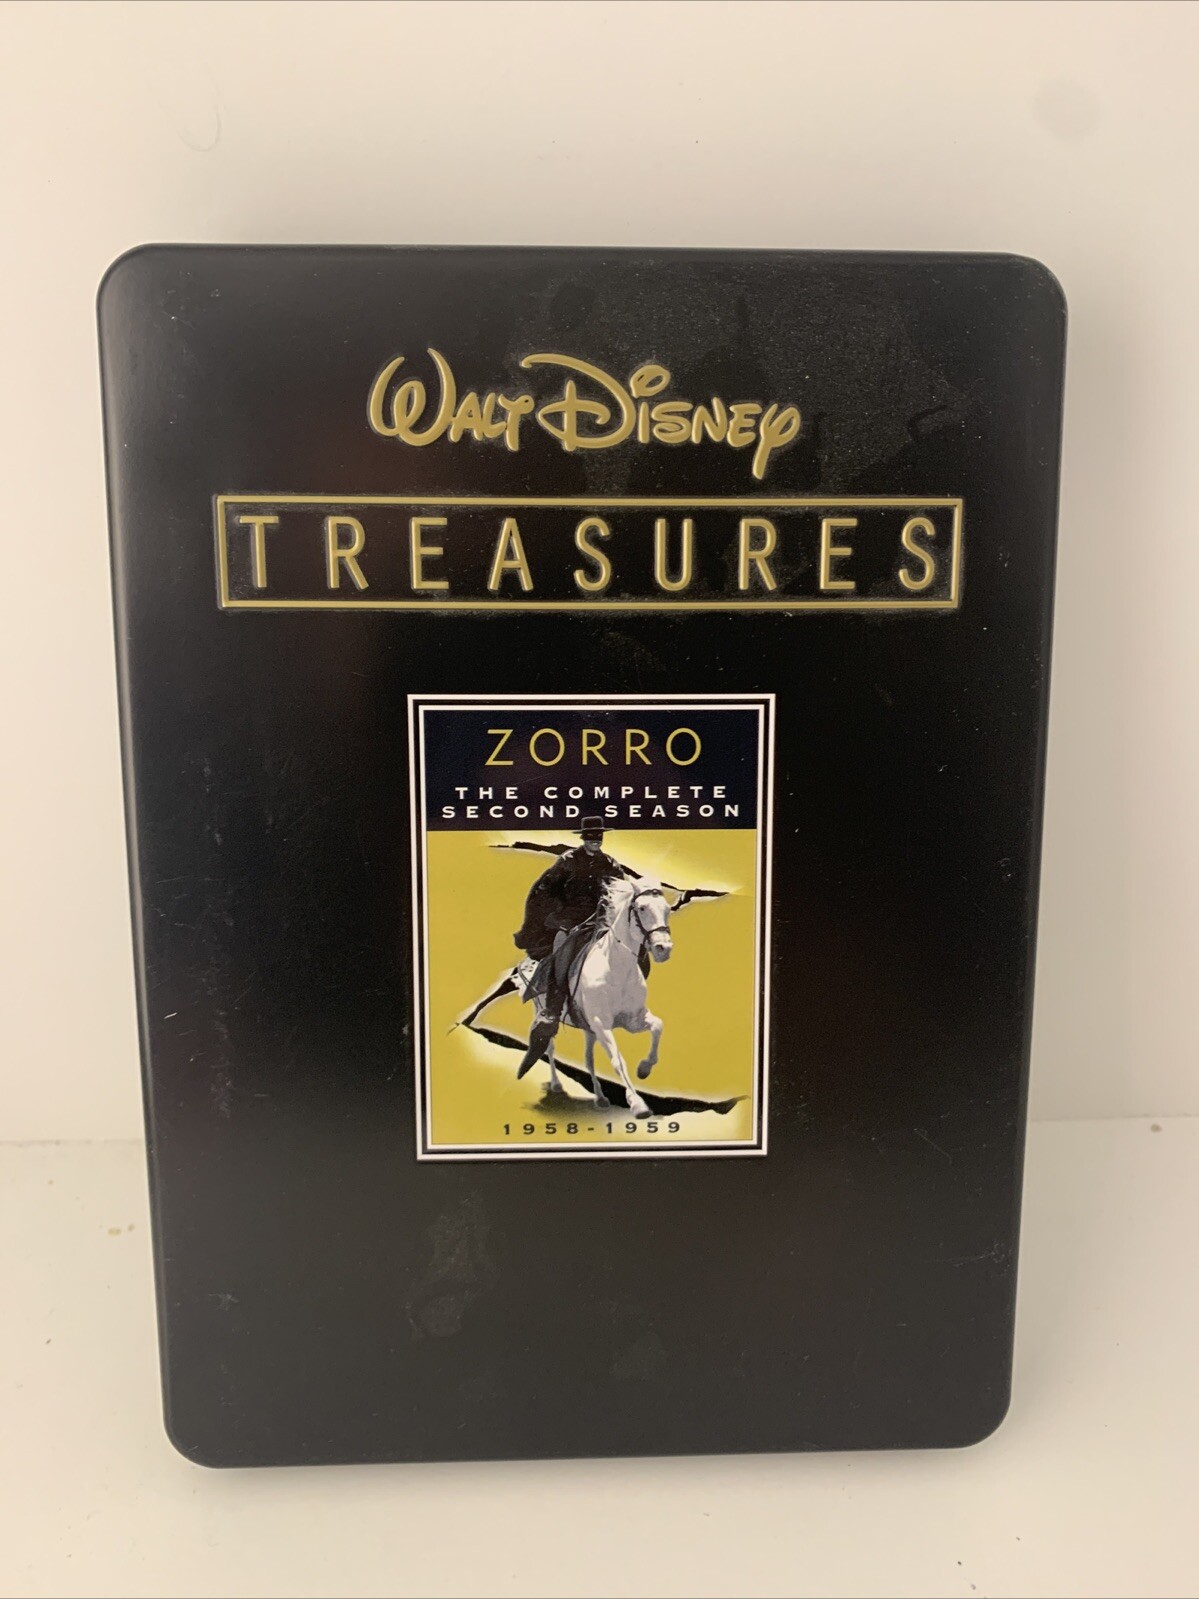 WALT DISNEY
TREASURES
ZORRO
THE COMPLETE
SECOND SEASON
1958-1959